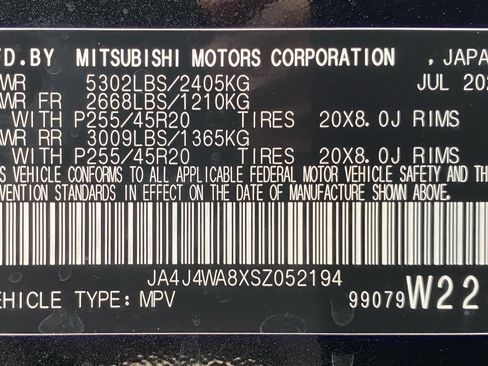 FD.BY MITSUBISHI MOTORS CORPORATION , JAPA
WR 5302LBS/2405KG JUL 202
WR FR 2668LBS/1210KG
WITH P255/45R20 TIRES 20X8.0J RIMS
WR RR 3009LBS/1365KG
WITH P255/45R20 TIRES 20X8.0J RIMS
S VEHICLE CONFORMS TO ALL APPLICABLE FEDERAL MOTOR VEHICLE SAFETY AND THE
EVENTION STANDARDS IN EFFECT ON THE DATE OF MANUFACTURE SHOWN ABOVE.
JA4J4WA8XSZ052194
EHICLE TYPE: MPV 99079 W22